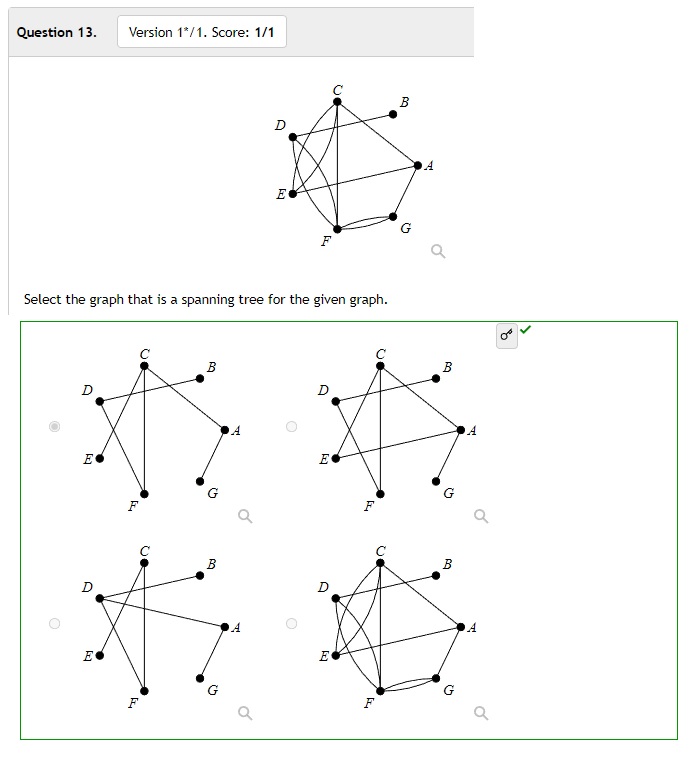 Question 13. Version 1*/1. Score: 1/1
C
B
D
A
E
G
F
Select the graph that is a spanning tree for the given graph.
C C
B B
D D
A A
E E
G G
F F
C C
B B
D D
A A
E E
G G
F F